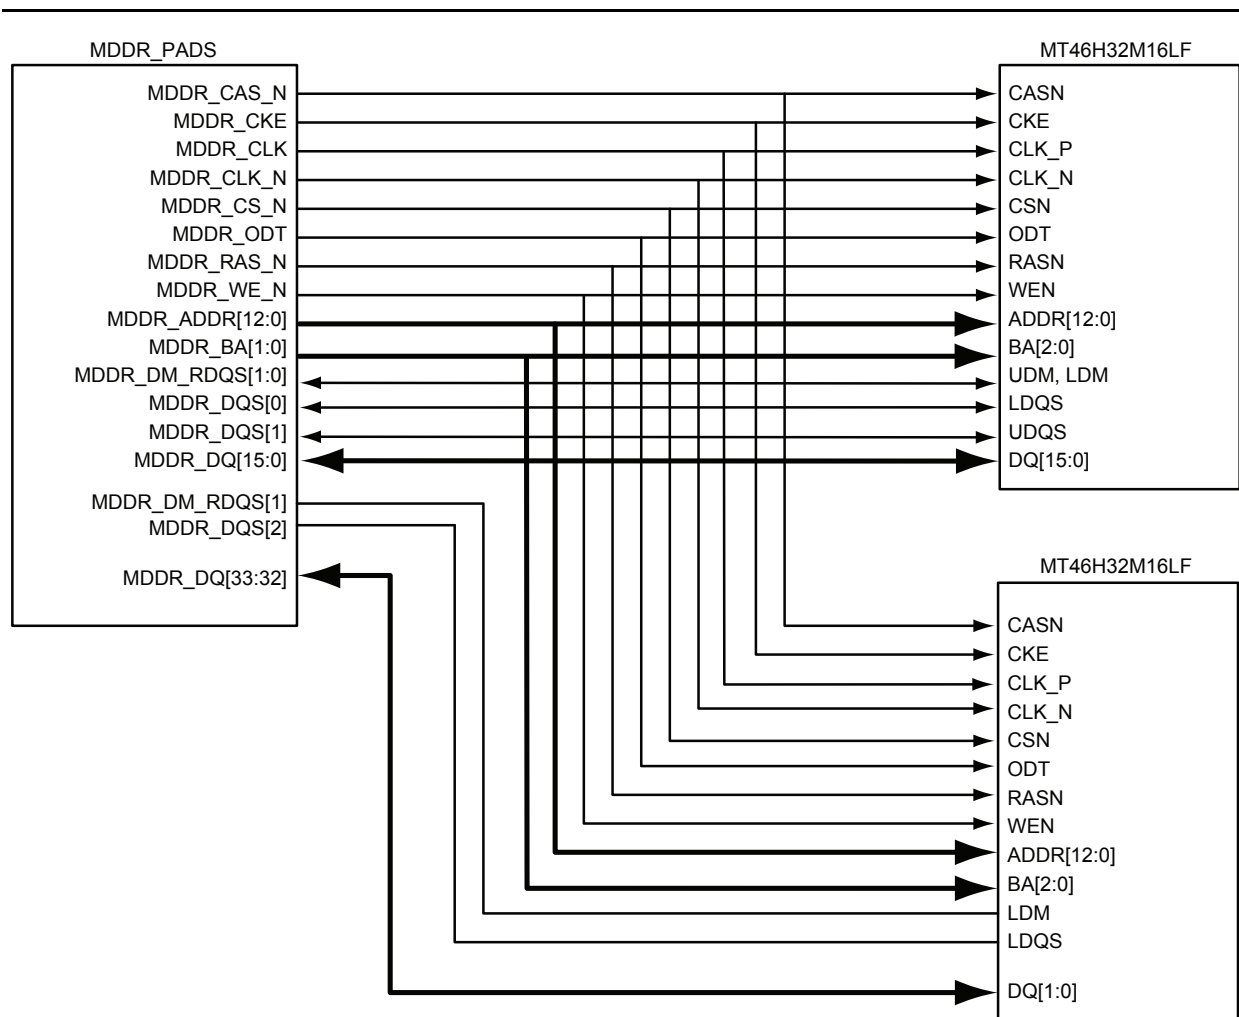 MDDR_PADS
MDDR_CAS_N
MDDR_CKE
MDDR_CLK
MDDR_CLK_N
MDDR_CS_N
MDDR_ODT
MDDR_RAS_N
MDDR_WE_N
MDDR_ADDR[12:0]
MDDR_BA[1:0]
MDDR_DM_RDQS[1:0]
MDDR_DQS[0]
MDDR_DQS[1]
MDDR_DQ[15:0]
MDDR_DM_RDQS[1]
MDDR_DQS[2]
MDDR_DQ[33:32]
MT46H32M16LF
CASN
CKE
CLK_P
CLK_N
CSN
ODT
RASN
WEN
ADDR[12:0]
BA[2:0]
UDM, LDM
LDQS
UDQS
DQ[15:0]
MT46H32M16LF
CASN
CKE
CLK_P
CLK_N
CSN
ODT
RASN
WEN
ADDR[12:0]
BA[2:0]
LDM
LDQS
DQ[1:0]